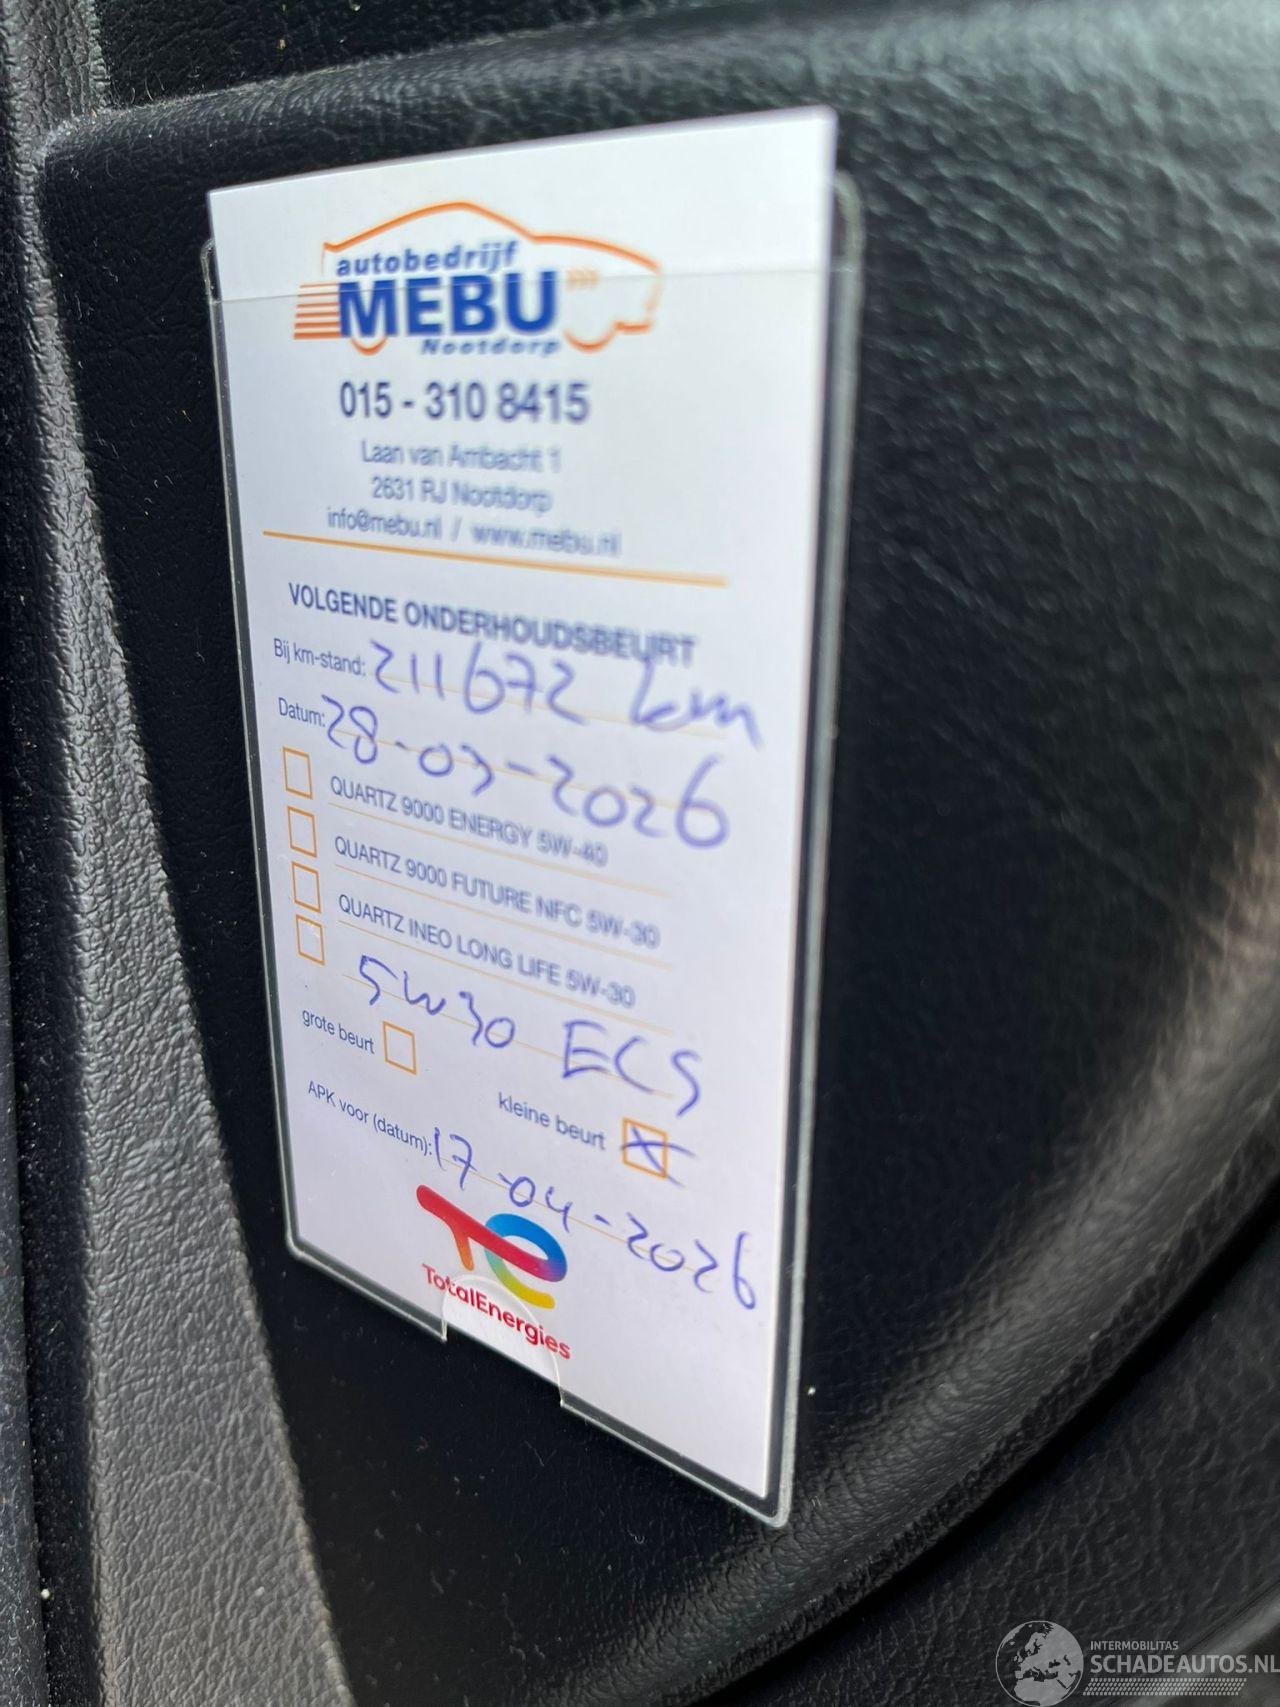 autobedrijf
MEBU
Nootdorp
015 - 310 8415
Laan van Ambacht 1
2631 RJ Nootdorp
info@mebu.nl / www.mebu.nl
VOLGENDE ONDERHOUDSBEURT
Bij km-stand: 211672 km
Datum: 28-03-2026
QUARTZ 9000 ENERGY 5W-40
QUARTZ 9000 FUTURE NFC 5W-30
QUARTZ INEO LONG LIFE 5W-30
5W30 ECS
grote beurt
kleine beurt X
APK voor (datum): 17-04-2026
TotalEnergies
INTERMOBILITAS
SCHADEAUTOS.NL